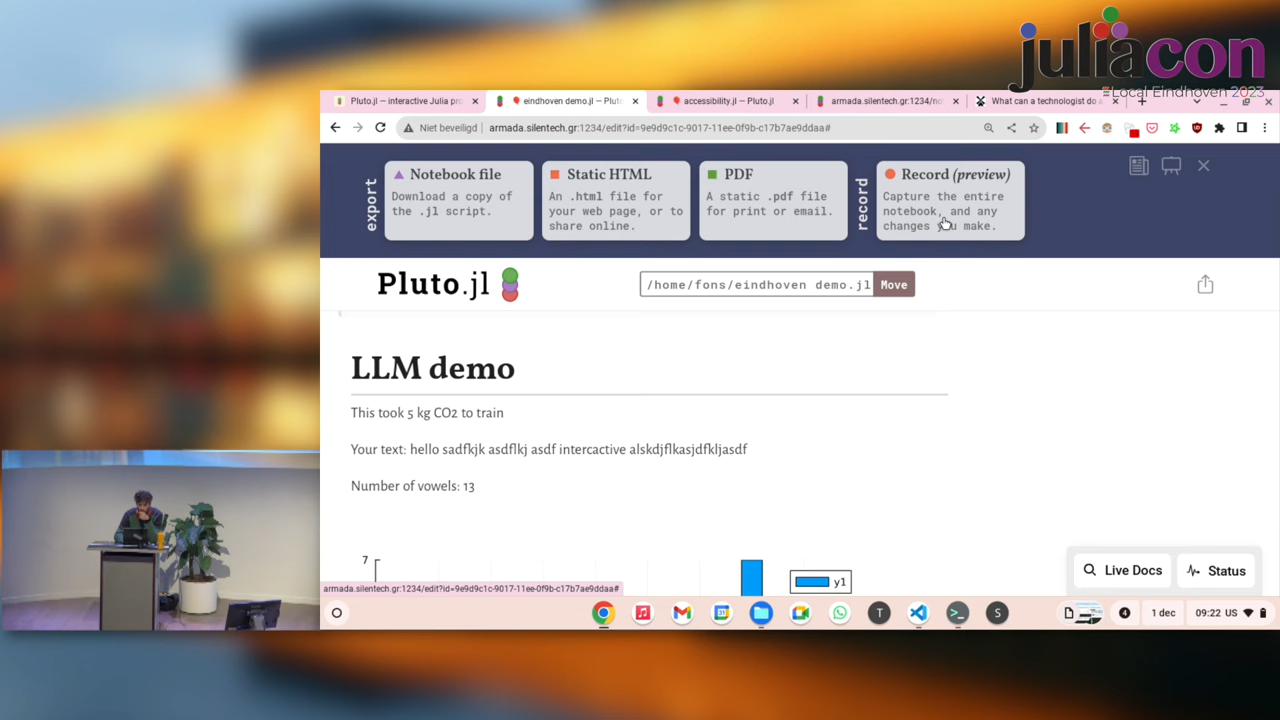 juliacon
Local Eindhoven 2023
Pluto.jl — interactive Julia pro
eindhoven demo.jl — Pluto
accessibility.jl — Pluto.jl
armada.silentech.gr:1234/no
What can a technologist do a
Niet beveiligd
armada.silentech.gr:1234/edit?id=9e9d9c1c-9017-11ee-0f9b-c17b7ae9ddaa#
export
Notebook file
Download a copy of
the .jl script.
Static HTML
An .html file for
your web page, or to
share online.
PDF
A static .pdf file
for print or email.
record
Record (preview)
Capture the entire
notebook, and any
changes you make.
Pluto.jl
/home/fons/eindhoven demo.jl
Move
LLM demo
This took 5 kg CO2 to train
Your text: hello sadfkjk asdflkj asdf intercactive alskdjflkasjdfkljasdf
Number of vowels: 13
7
y1
Live Docs
Status
armada.silentech.gr:1234/edit?id=9e9d9c1c-9017-11ee-0f9b-c17b7ae9ddaa#
T
S
4
1 dec
09:22 US